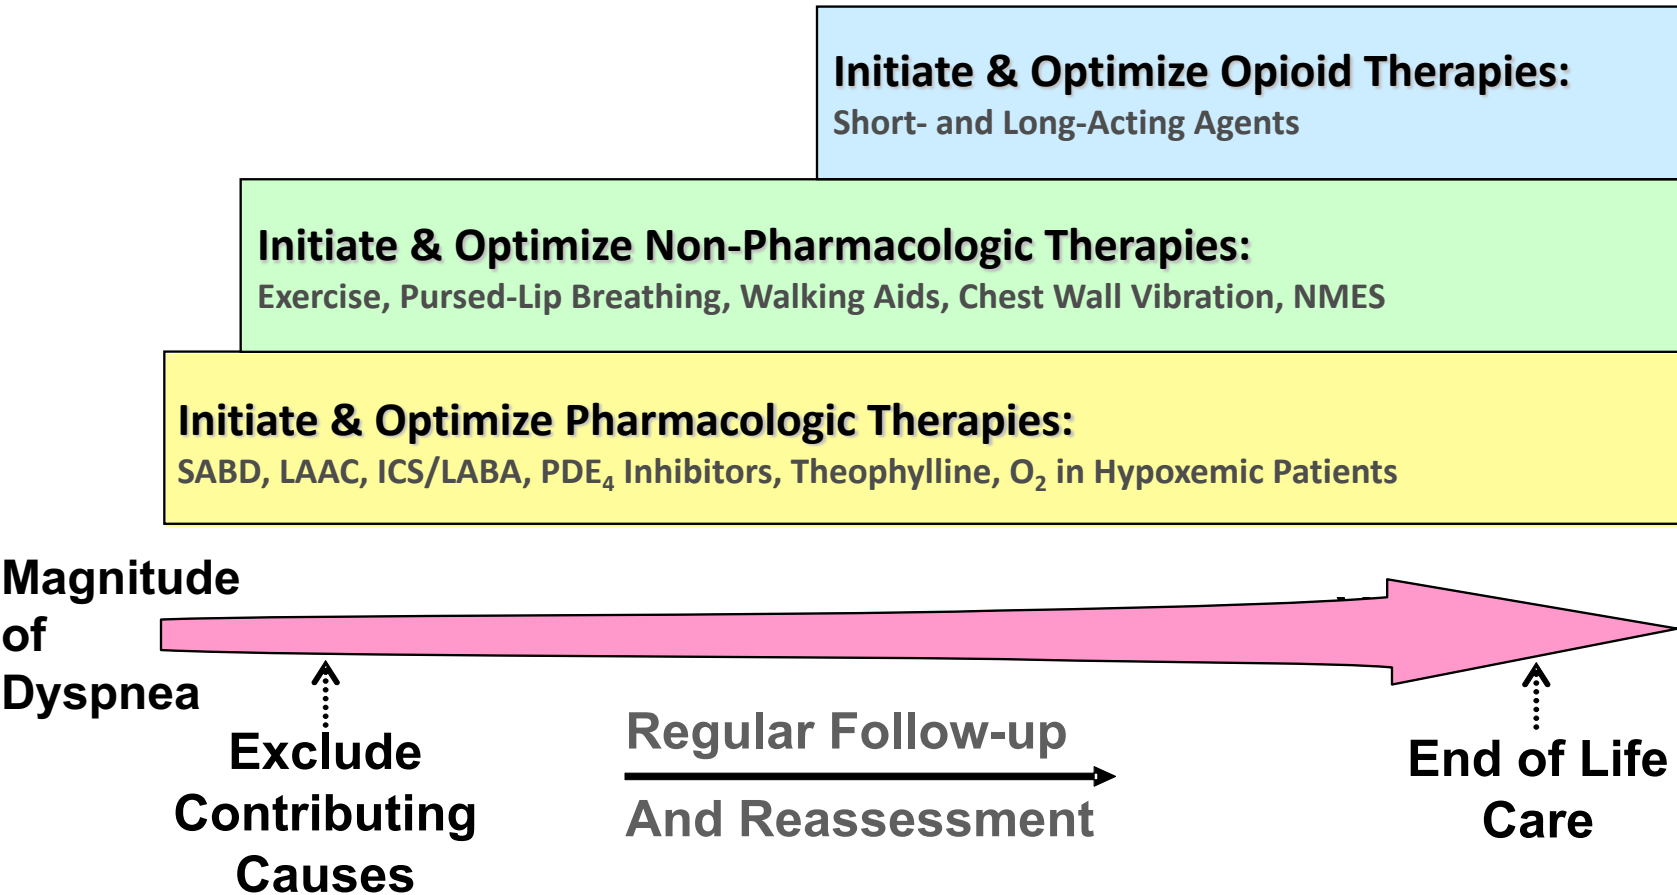 Initiate & Optimize Opioid Therapies:
Short- and Long-Acting Agents
Initiate & Optimize Non-Pharmacologic Therapies:
Exercise, Pursed-Lip Breathing, Walking Aids, Chest Wall Vibration, NMES
Initiate & Optimize Pharmacologic Therapies:
SABD, LAAC, ICS/LABA, PDE₄ Inhibitors, Theophylline, O₂ in Hypoxemic Patients
Magnitude
of
Dyspnea
Exclude
Contributing
Causes
Regular Follow-up
And Reassessment
End of Life
Care